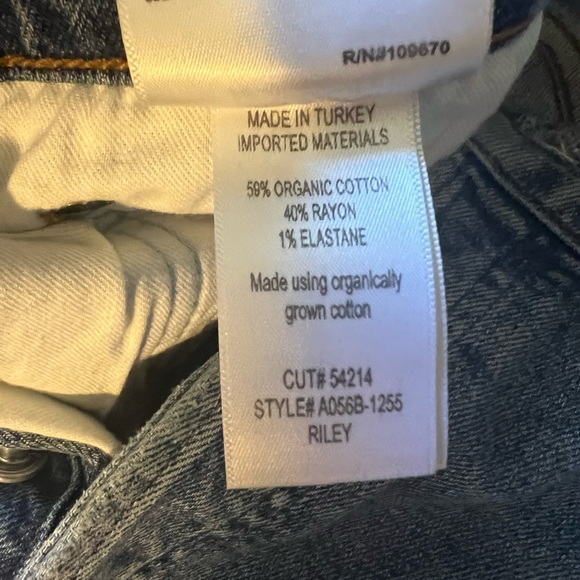 R/N#109670
MADE IN TURKEY
IMPORTED MATERIALS
59% ORGANIC COTTON
40% RAYON
1% ELASTANE
Made using organically
grown cotton
CUT# 54214
STYLE# A056B-1255
RILEY